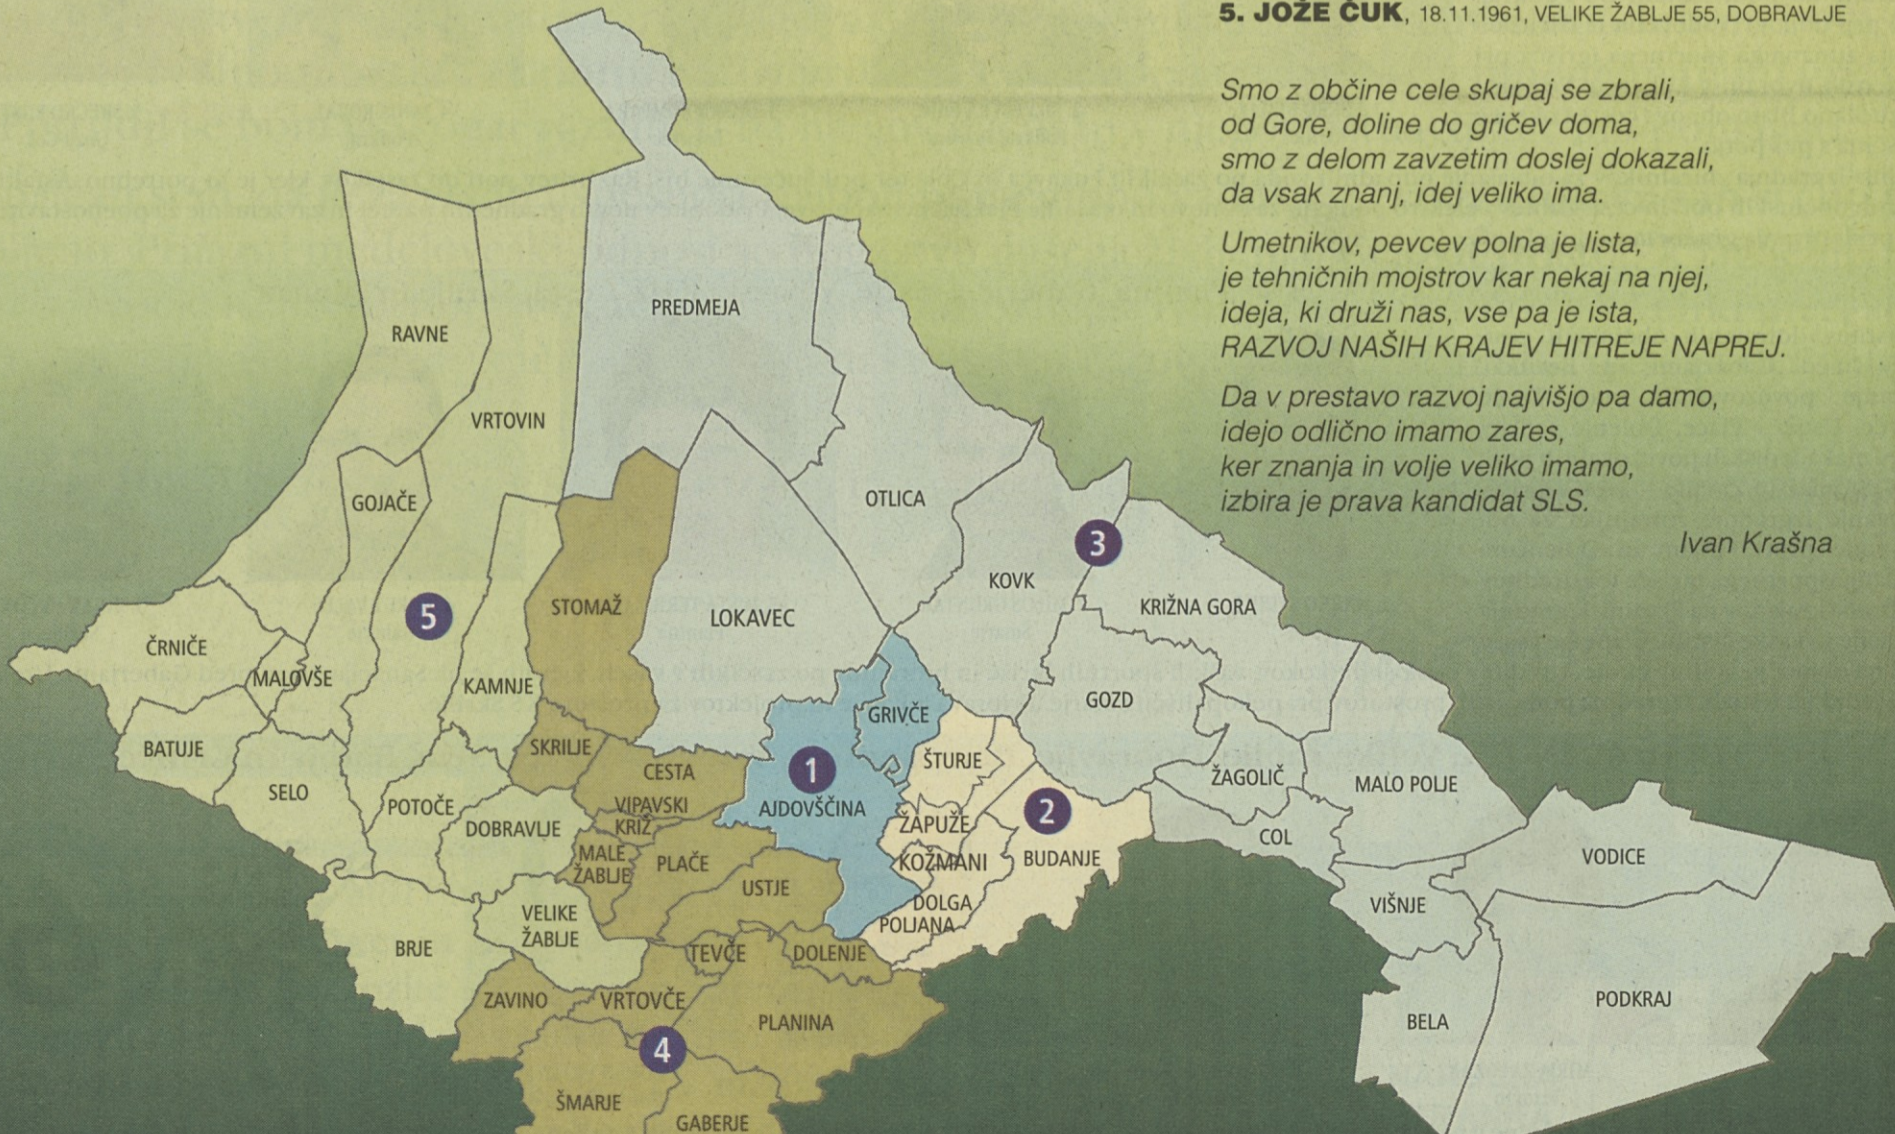 5. JOŽE ČUK, 18.11.1961, VELIKE ŽABLJE 55, DOBRAVLJE
Smo z občine cele skupaj se zbrali,
od Gore, doline do gričev doma,
smo z delom zavzetim doslej dokazali,
da vsak znanj, idej veliko ima.
Umetnikov, pevcev polna je lista,
je tehničnih mojstrov kar nekaj na njej,
ideja, ki druži nas, vse pa je ista,
RAZVOJ NAŠIH KRAJEV HITREJE NAPREJ.
Da v prestavo razvoj najvišjo pa damo,
idejo odlično imamo zares,
ker znanja in volje veliko imamo,
izbira je prava kandidat SLS.
Ivan Krašna
PREDMEJA
RAVNE
VRTOVIN
GOJAČE
OTLICA
3
KOVK
KRIŽNA GORA
STOMAŽ
5
LOKAVEC
ČRNIČE
MALOVŠE
KAMNJE
GOZD
GRIVČE
BATUJE
SKRILJE
ŠTURJE
CESTA
1
ŽAGOLIČ
MALO POLJE
SELO
POTOČE
VIPAVSKI
KRIŽ
AJDOVŠČINA
2
DOBRAVLJE
ŽAPUŽE
COL
MALE
ŽABLJE
PLAČE
KOŽMANI
BUDANJE
VODICE
USTJE
DOLGA
POLJANA
VIŠNJE
VELIKE
ŽABLJE
BRJE
TEVČE
DOLENJE
ZAVINO
VRTOVČE
PLANINA
BELA
PODKRAJ
4
ŠMARJE
GABERJE